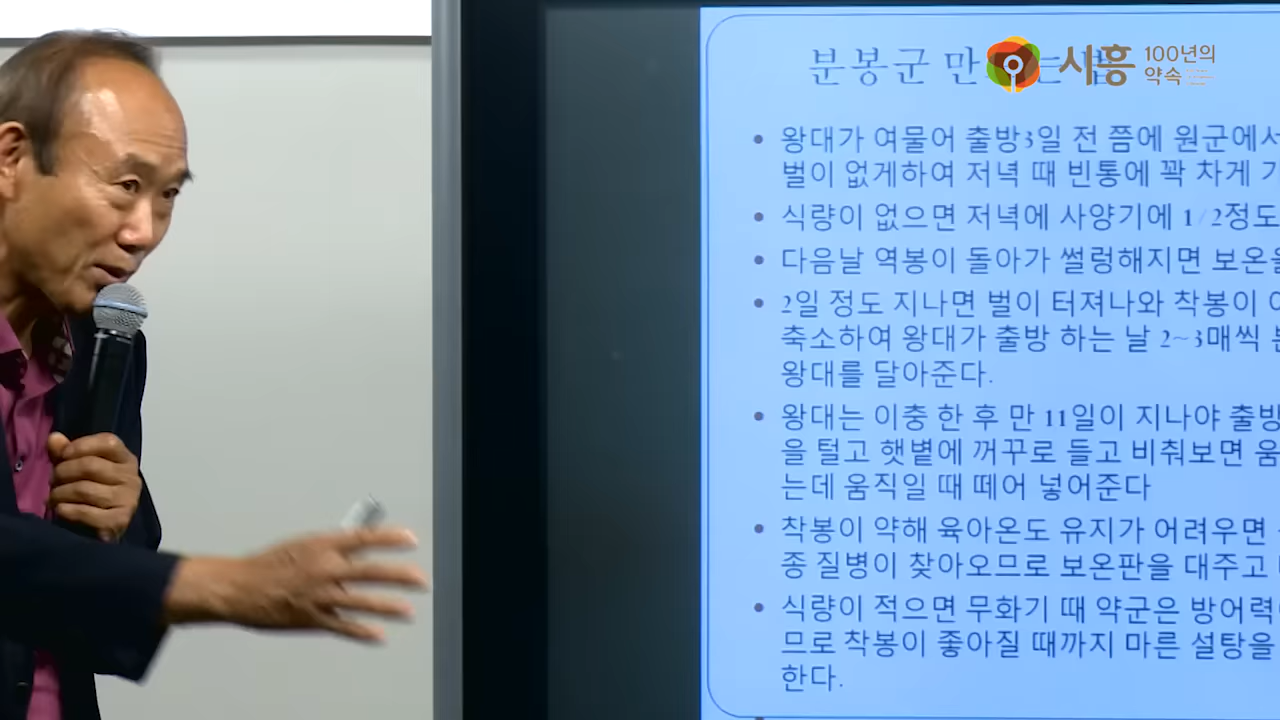 분봉군 만
시흥
100년의
약속
• 왕대가 여물어 출방3일 전 쯤에 원군에서
벌이 없게하여 저녁 때 빈통에 꽉 차게
• 식량이 없으면 저녁에 사양기에 1/2정도
• 다음날 역봉이 돌아가 썰렁해지면 보온을
• 2일 정도 지나면 벌이 터져나와 착봉이
축소하여 왕대가 출방 하는 날 2~3매씩
왕대를 달아준다.
• 왕대는 이충 한 후 만 11일이 지나야 출방
을 털고 햇볕에 꺼꾸로 들고 비춰보면 움
는데 움직일 때 떼어 넣어준다
• 착봉이 약해 육아온도 유지가 어려우면
종 질병이 찾아오므로 보온판을 대주고
• 식량이 적으면 무화기 때 약군은 방어력
므로 착봉이 좋아질 때까지 마른 설탕을
한다.